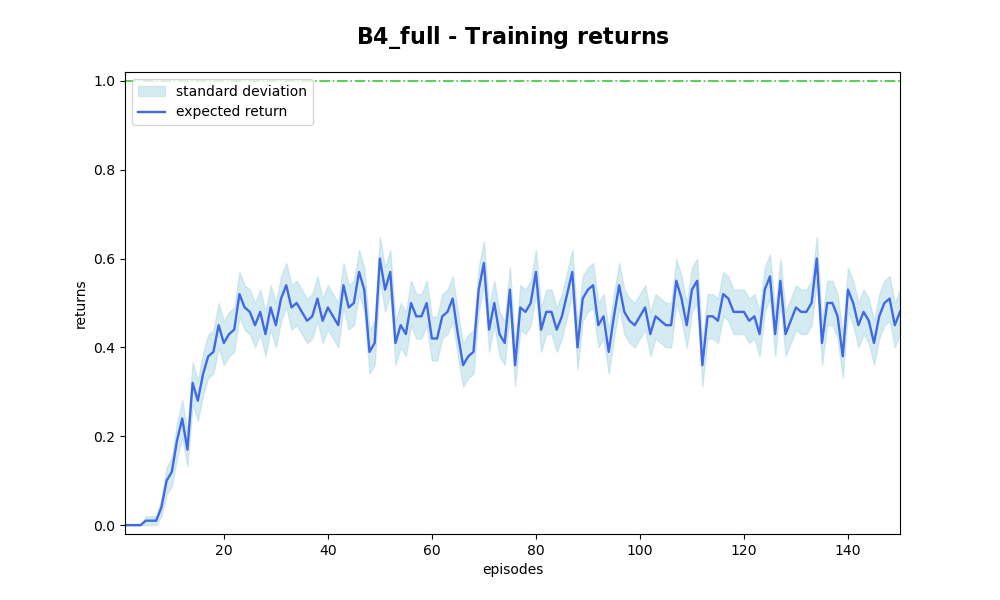 B4_full - Training returns
1.0
0.8
0.6
0.4
0.2
0.0
returns
standard deviation
expected return
20 40 60 80 100 120 140
episodes